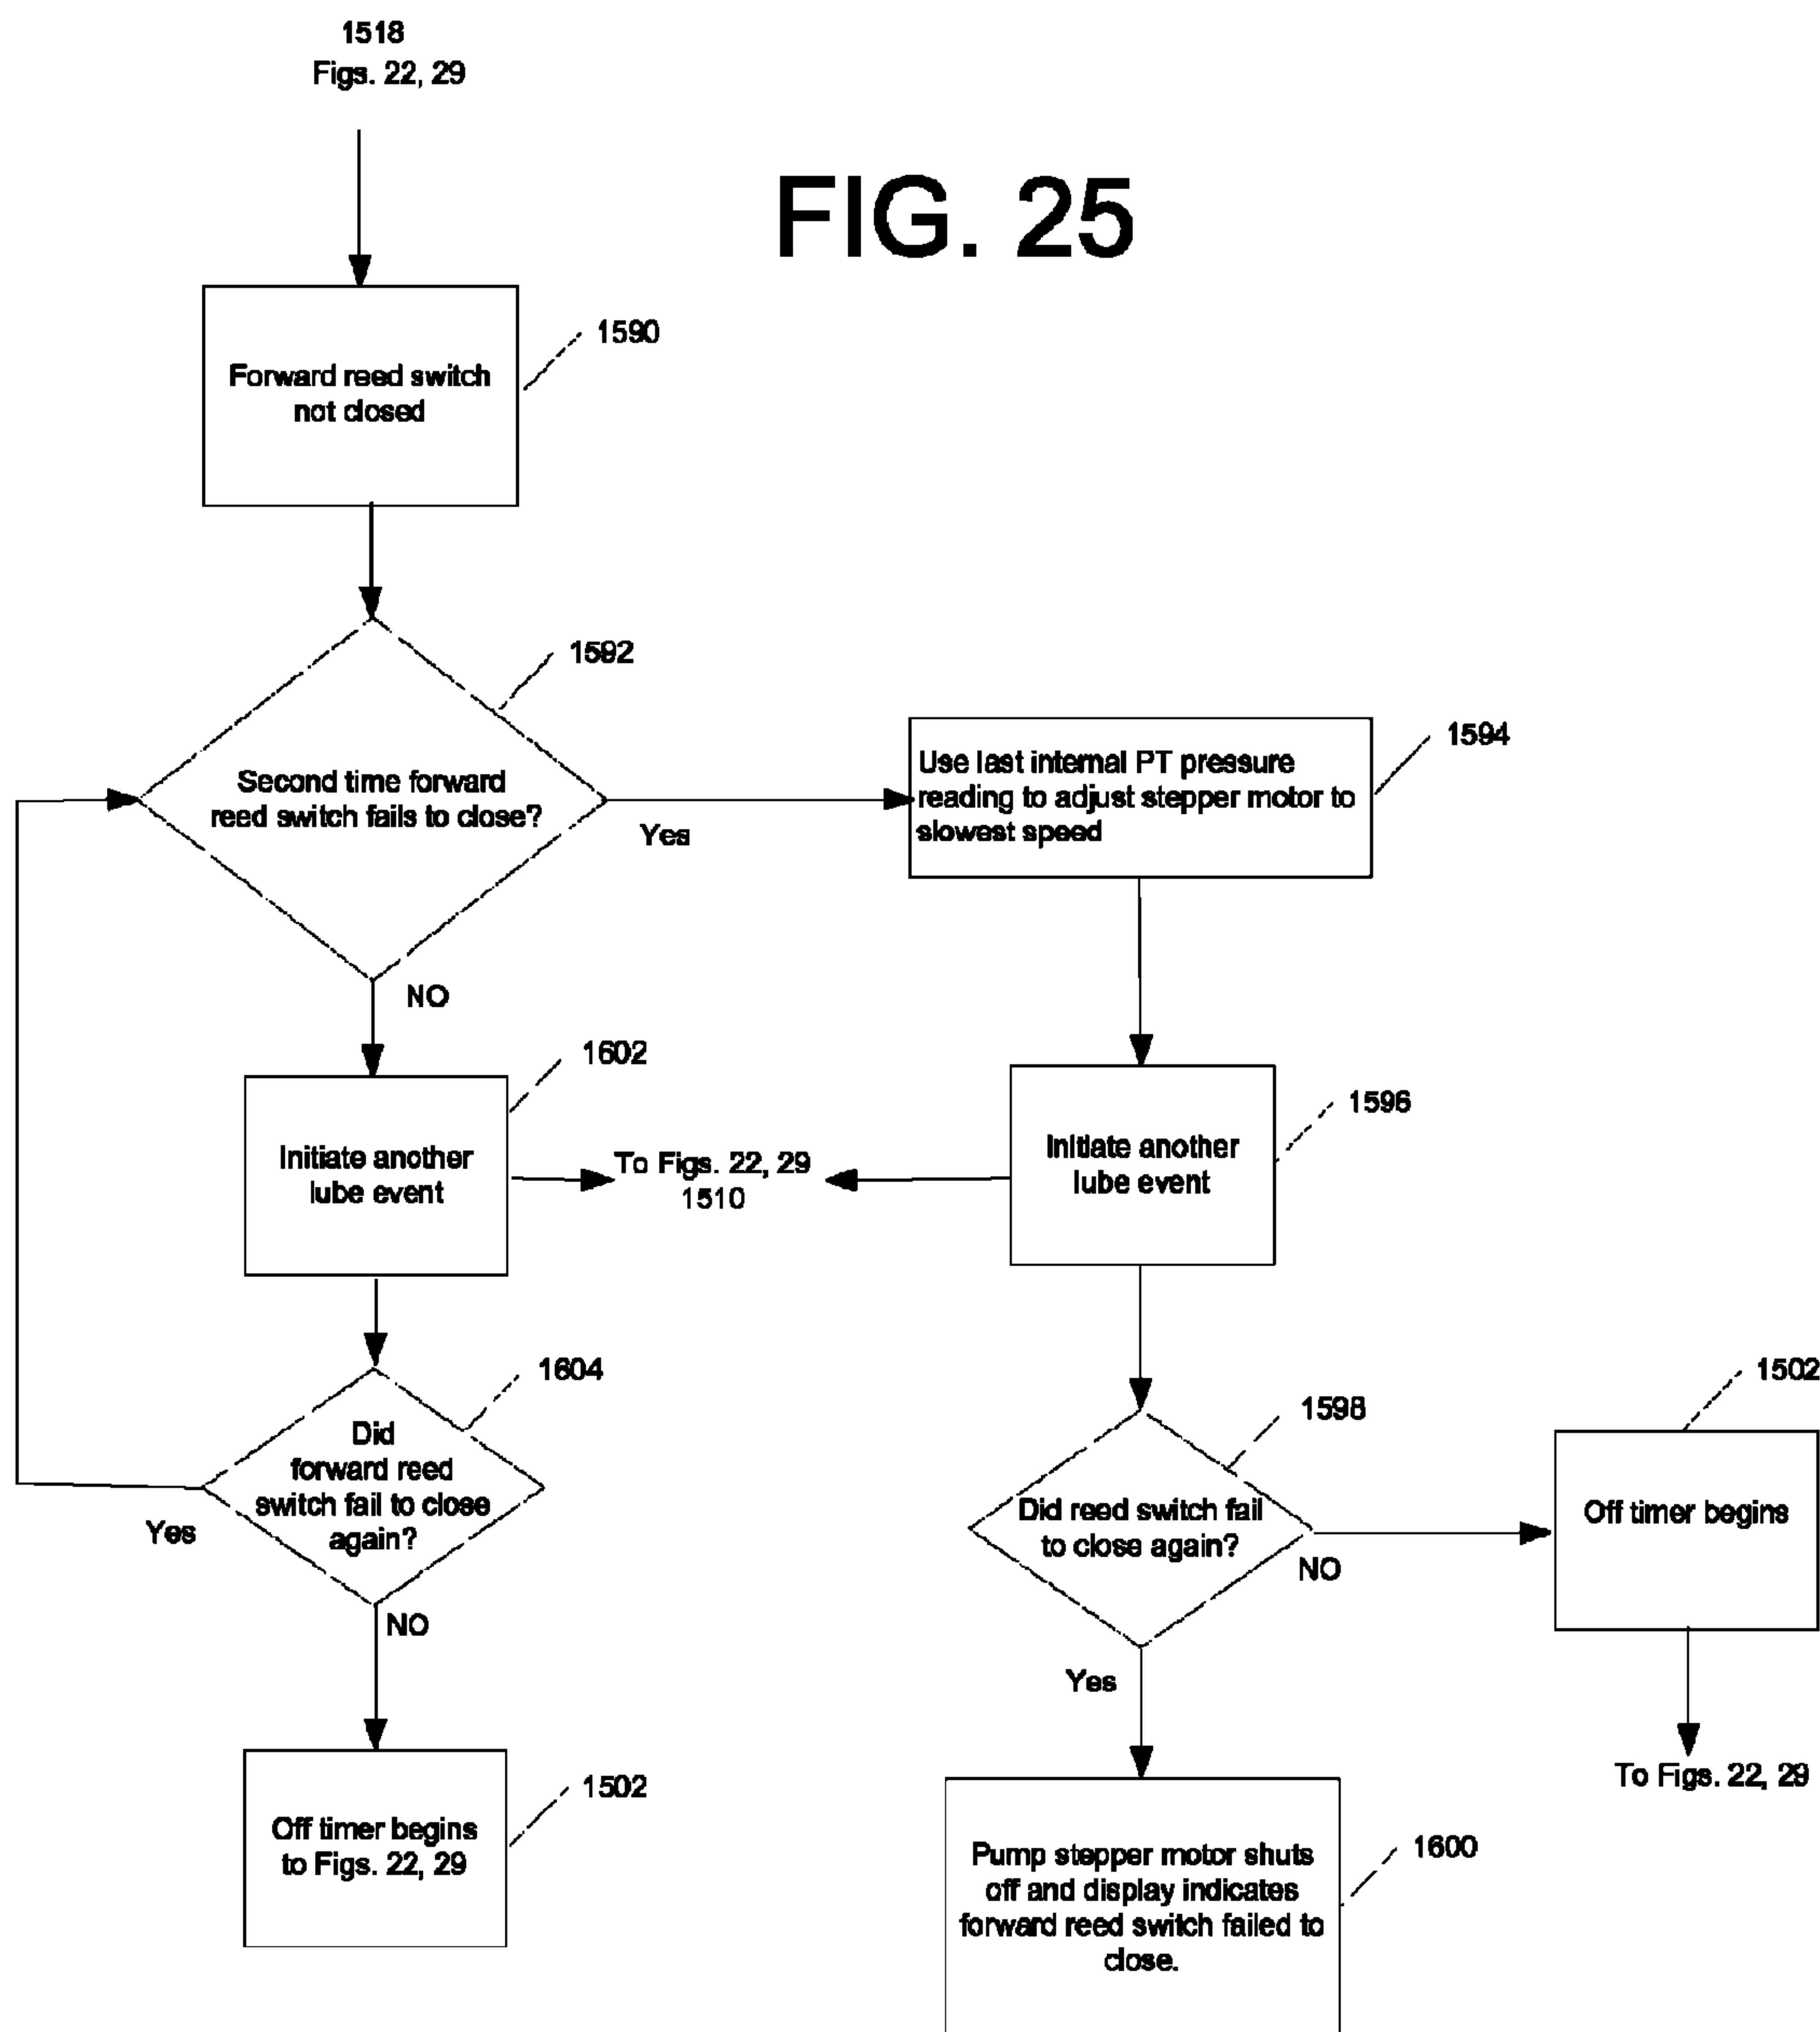 1518
Figs. 22, 29
FIG. 25
1590
Forward reed switch
not closed
1592
Second time forward
reed switch fails to close?
Yes
NO
1594
Use last internal PT pressure
reading to adjust stepper motor to
slowest speed
1602
Initiate another
lube event
To Figs. 22, 29
1510
1596
Initiate another
lube event
1604
Did
forward reed
switch fail to close
again?
Yes
NO
1598
Did reed switch fail
to close again?
NO
Yes
1502
Off timer begins
To Figs. 22, 29
1502
Off timer begins
to Figs. 22, 29
1600
Pump stepper motor shuts
off and display indicates
forward reed switch failed to
close.